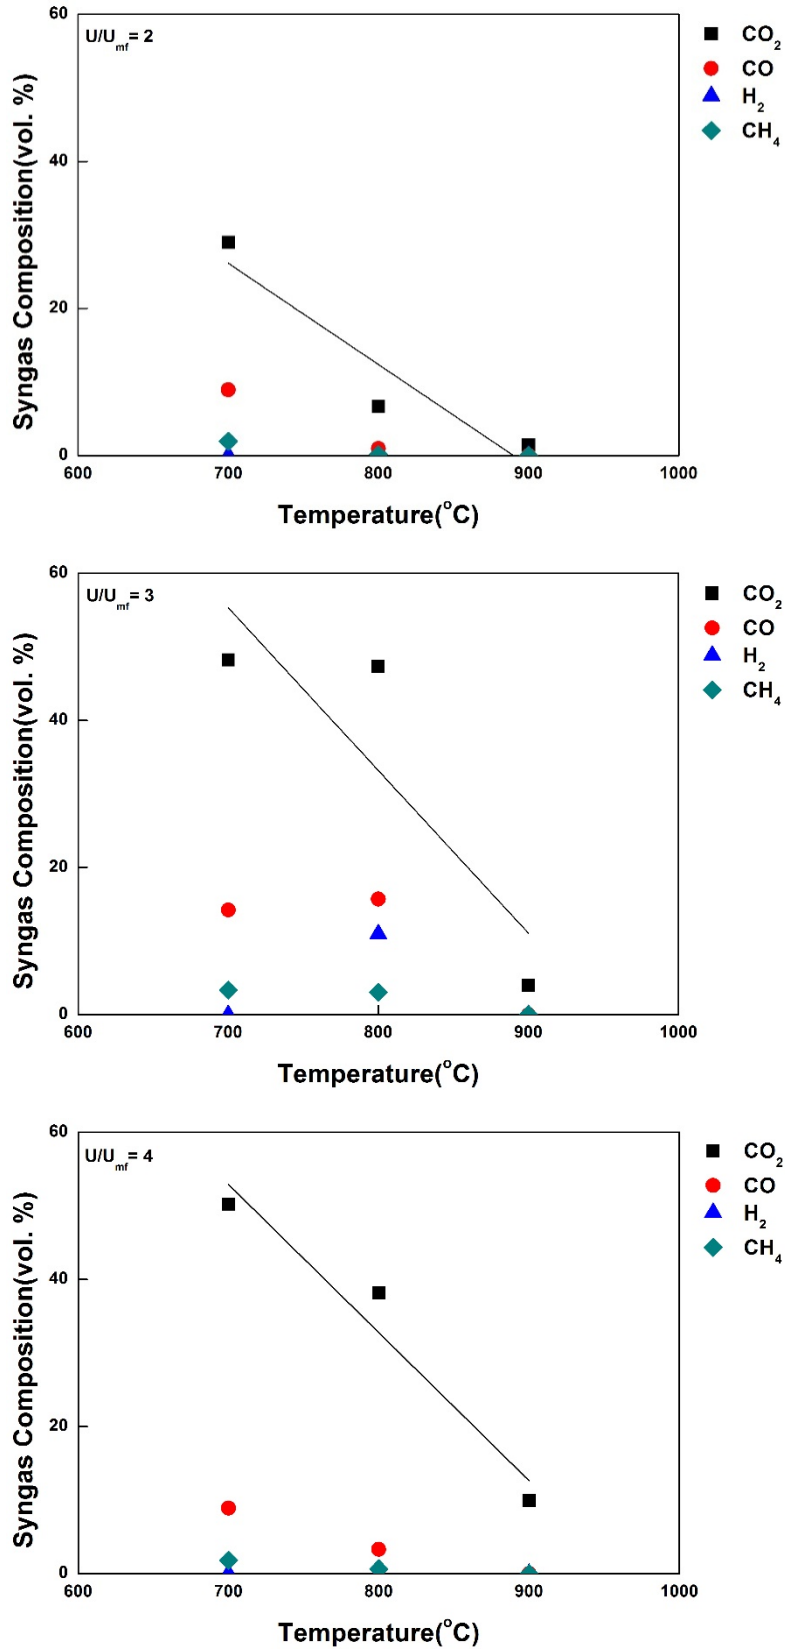 60
U/Umf= 2
CO2
CO
H2
CH4
40
20
0
Syngas Composition(vol. %)
600 700 800 900 1000
Temperature(oC)
60
U/Umf= 3
CO2
CO
H2
CH4
40
20
0
Syngas Composition(vol. %)
600 700 800 900 1000
Temperature(oC)
60
U/Umf= 4
CO2
CO
H2
CH4
40
20
0
Syngas Composition(vol. %)
600 700 800 900 1000
Temperature(oC)